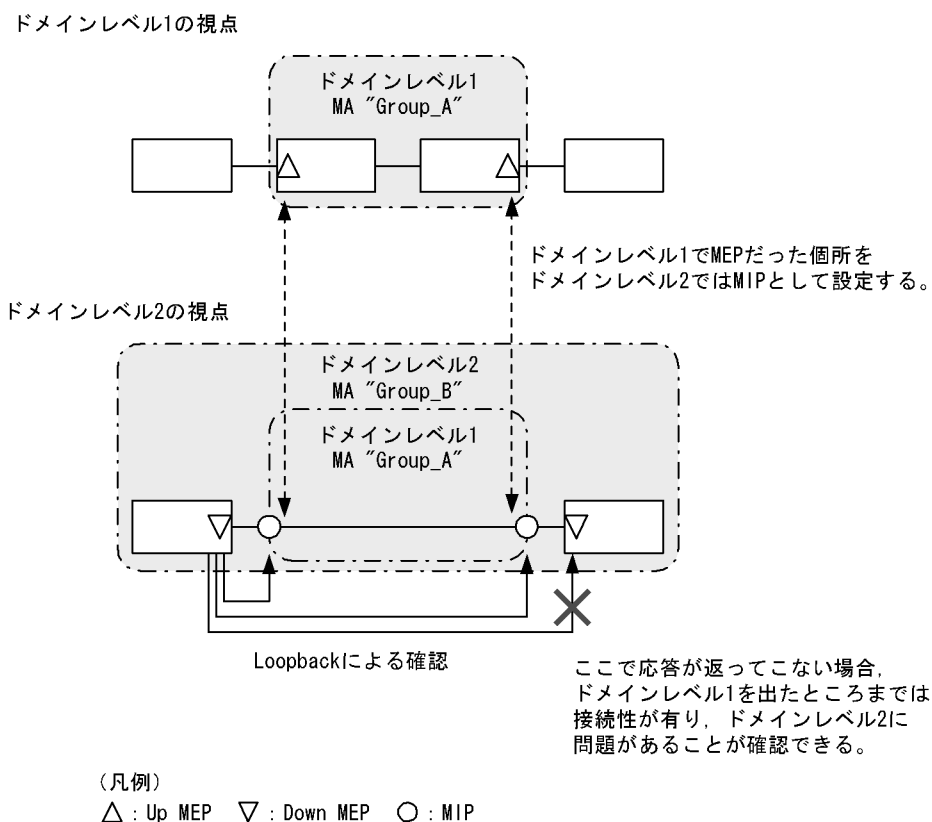 ドメインレベル1の視点
ドメインレベル1
MA "Group_A"
ドメインレベル1でMEPだった個所を
ドメインレベル2ではMIPとして設定する。
ドメインレベル2の視点
ドメインレベル2
MA "Group_B"
ドメインレベル1
MA "Group_A"
Loopbackによる確認
ここで応答が返ってこない場合，
ドメインレベル1を出たところまでは
接続性が有り，ドメインレベル2に
問題があることが確認できる。
（凡例）
△：Up MEP ▽：Down MEP ○：MIP